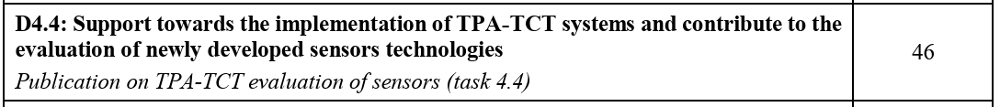 D4.4: Support towards the implementation of TPA-TCT systems and contribute to the
evaluation of newly developed sensors technologies
46
Publication on TPA-TCT evaluation of sensors (task 4.4)